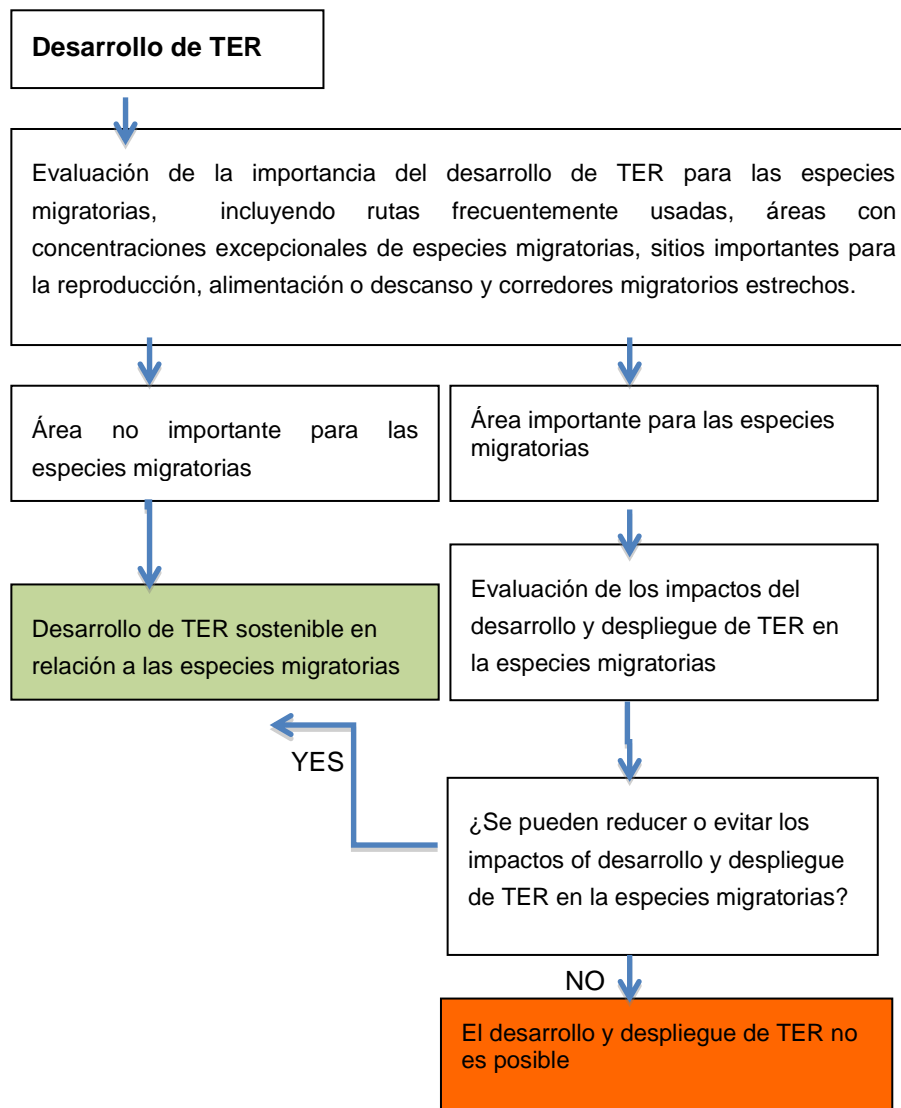 Desarrollo de TER
Evaluación de la importancia del desarrollo de TER para las especies
migratorias, incluyendo rutas frecuentemente usadas, áreas con
concentraciones excepcionales de especies migratorias, sitios importantes para
la reproducción, alimentación o descanso y corredores migratorios estrechos.
Área no importante para las
especies migratorias
Área importante para las especies
migratorias
Desarrollo de TER sostenible en
relación a las especies migratorias
Evaluación de los impactos del
desarrollo y despliegue de TER en
la especies migratorias
YES
¿Se pueden reducer o evitar los
impactos of desarrollo y despliegue
de TER en la especies migratorias?
NO
El desarrollo y despliegue de TER no
es posible